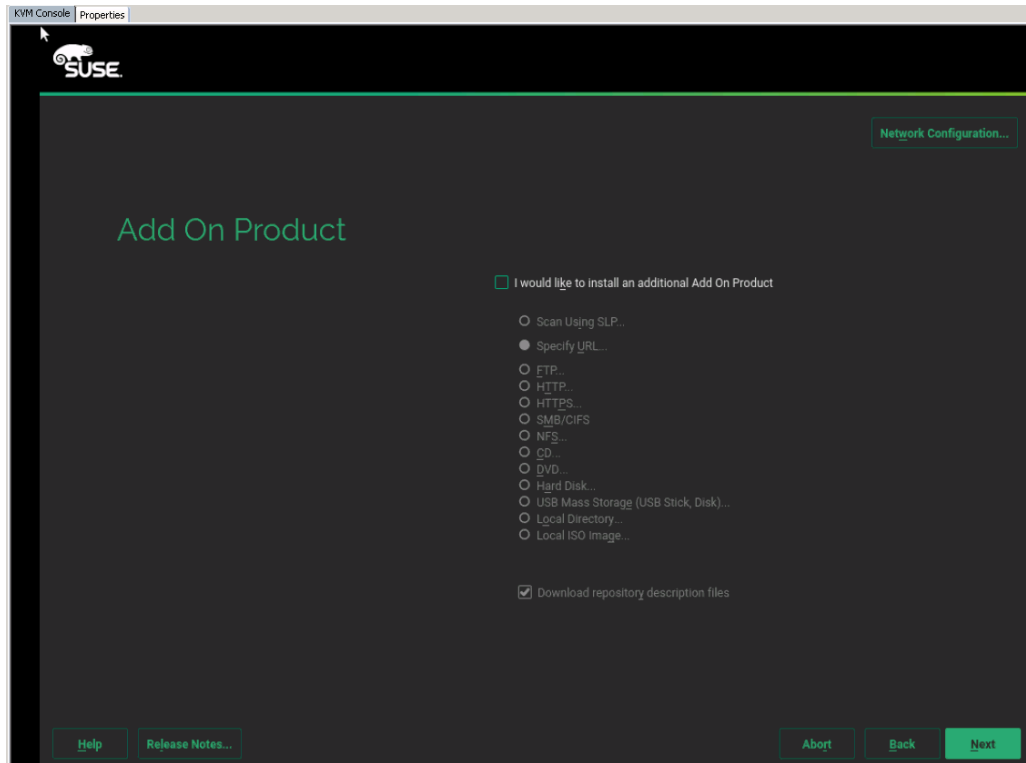 KVM Console Properties
SUSE.
Network Configuration...
Add On Product
I would like to install an additional Add On Product
Scan Using SLP...
Specify URL...
FTP...
HTTP...
HTTPS...
SMB/CIFS
NFS...
CD...
DVD...
Hard Disk...
USB Mass Storage (USB Stick, Disk)...
Local Directory...
Local ISO Image...
Download repository description files
Help Release Notes... Abort Back Next